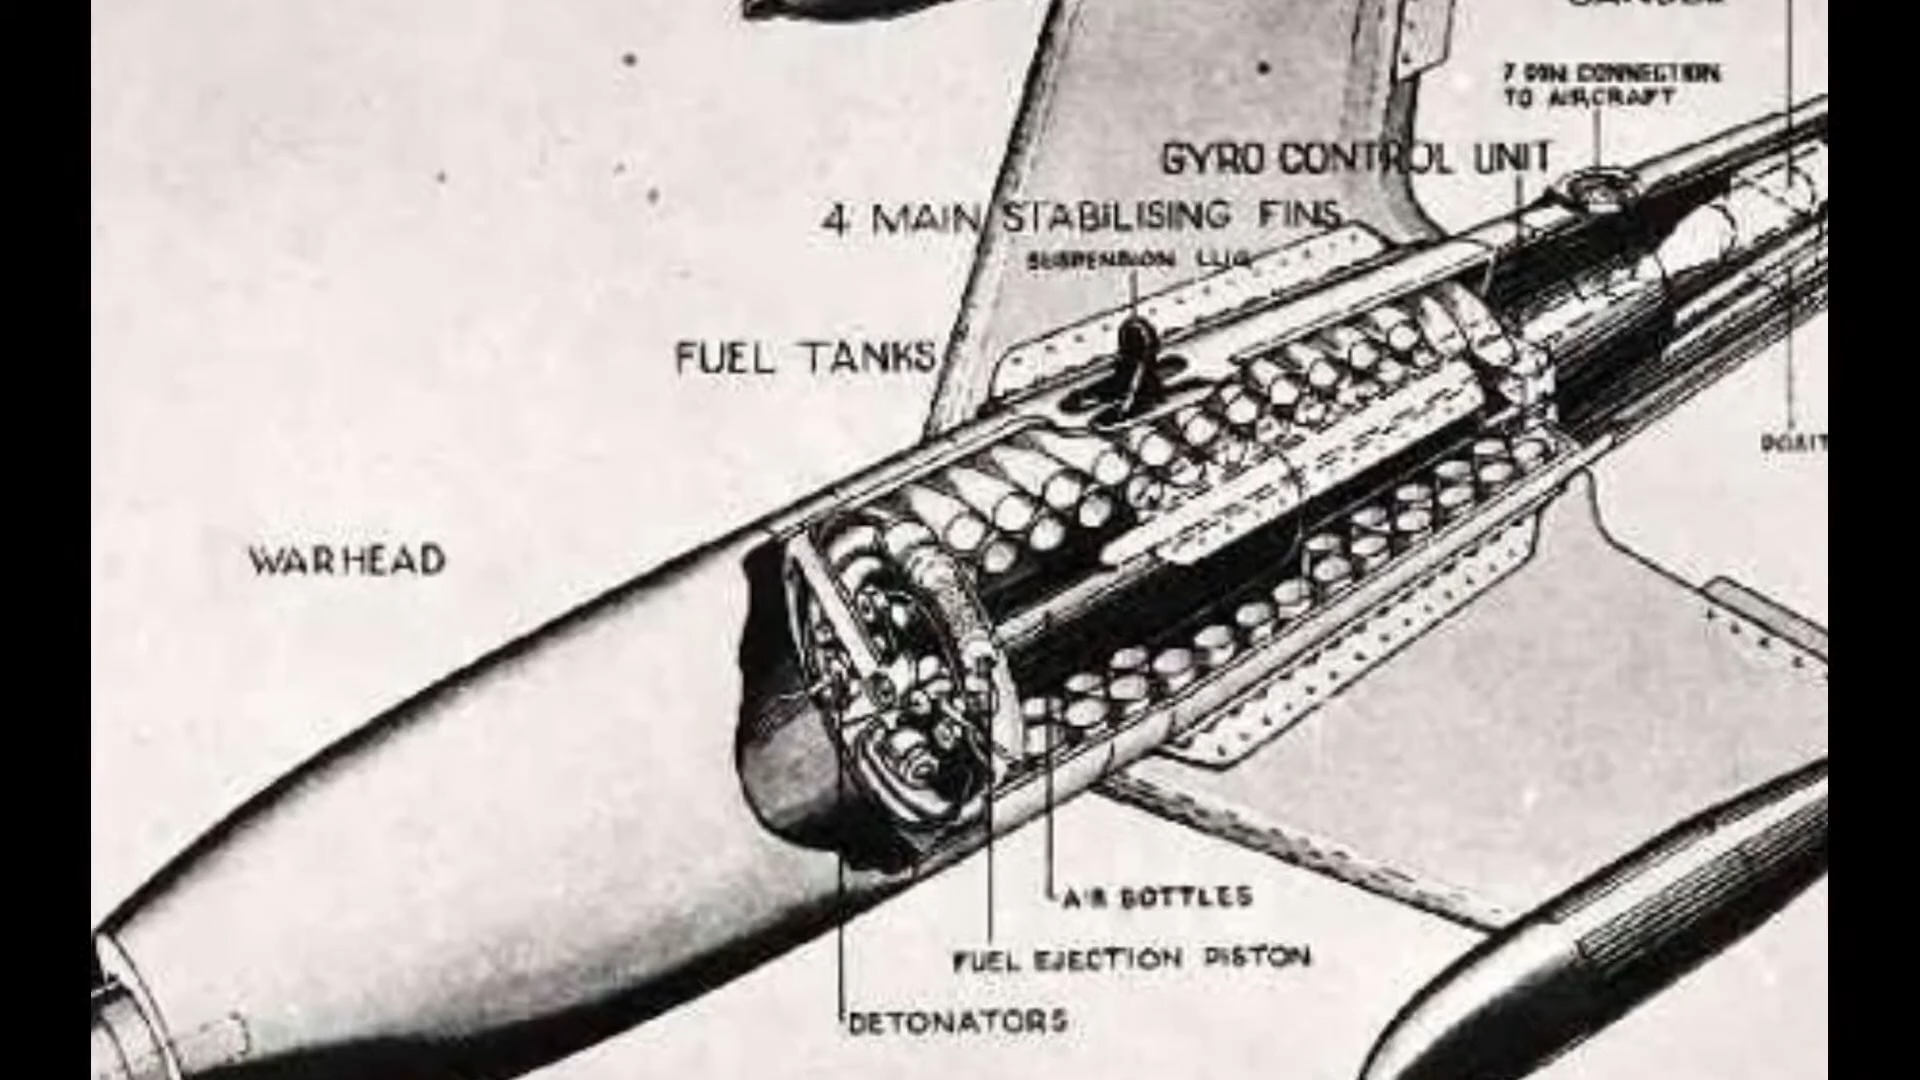 7 PIN CONNECTION
TO AIRCRAFT
GYRO CONTROL UNIT
4 MAIN STABILISING FINS
SUSPENSION LUG
FUEL TANKS
WARHEAD
AIR BOTTLES
FUEL EJECTION PISTON
DETONATORS